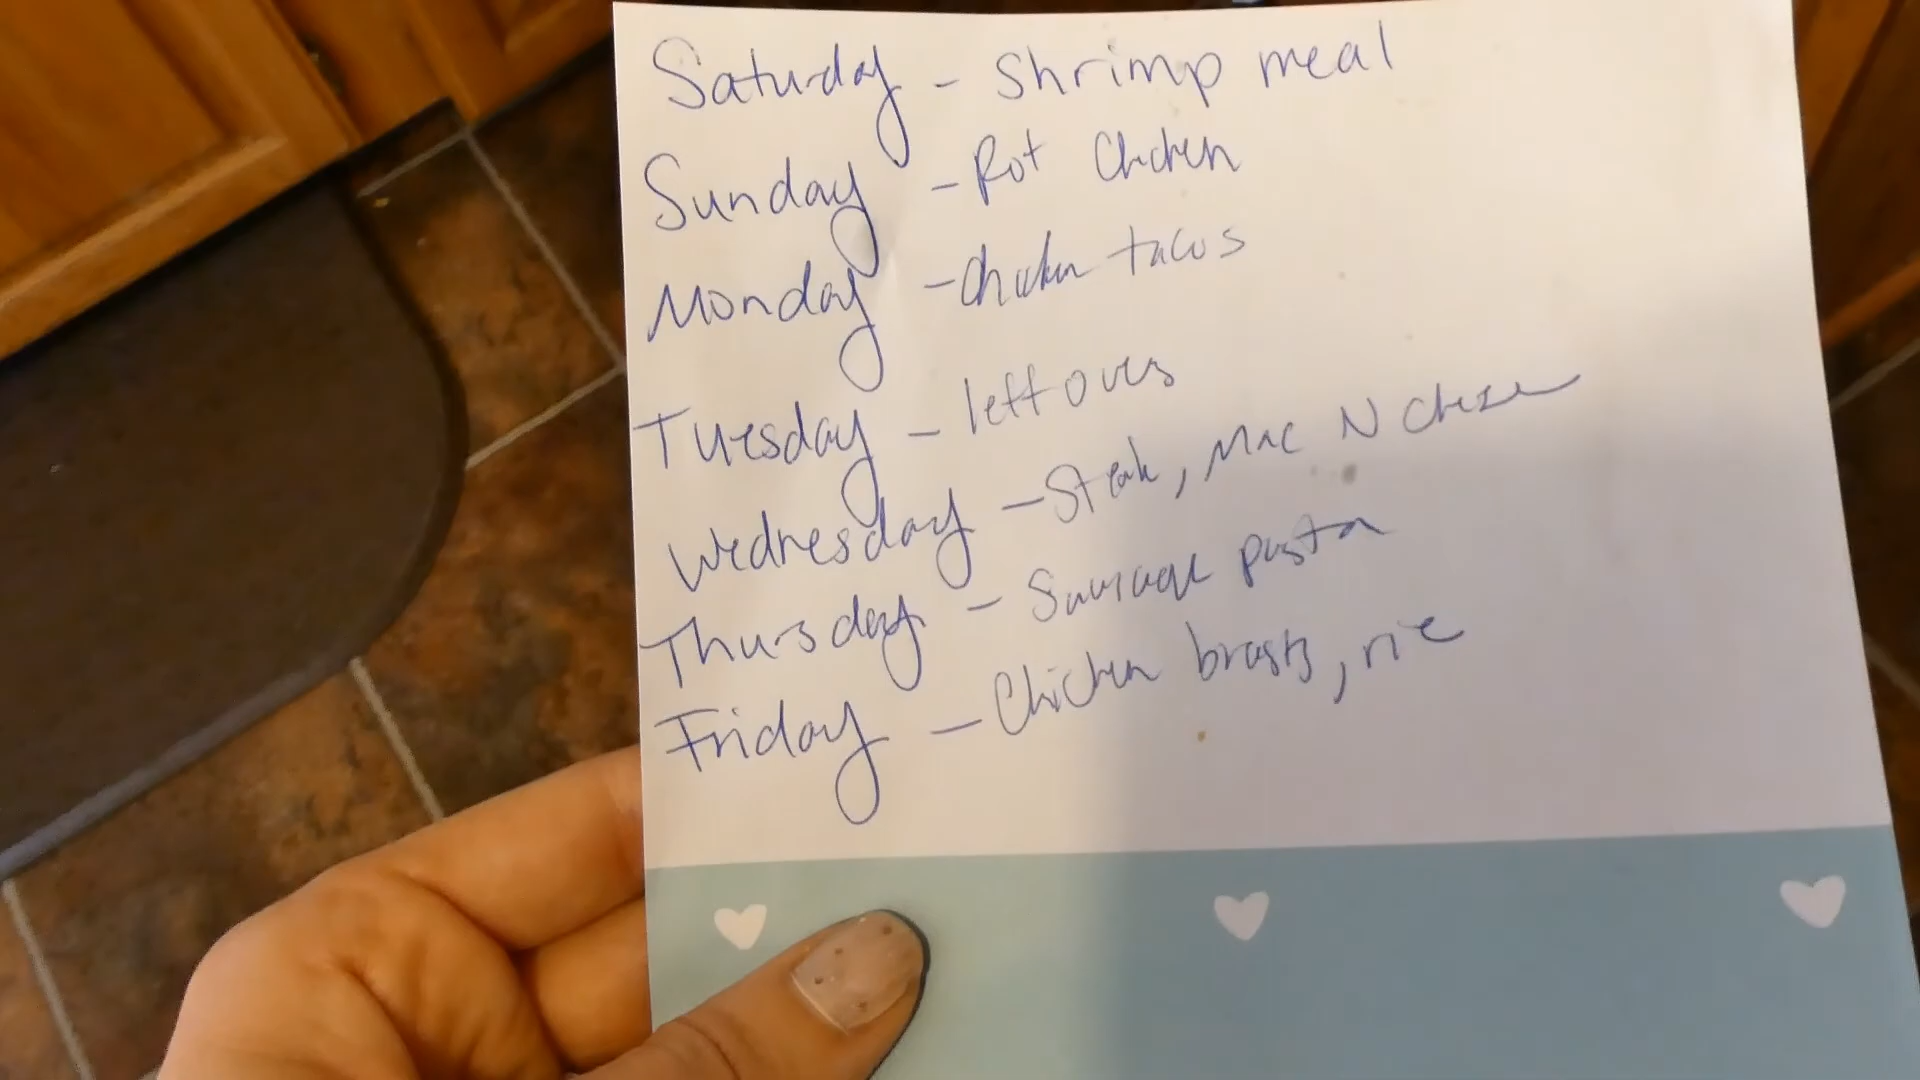 Saturday - Shrimp meal
Sunday - Rot Chicken
Monday - Chicken tacos
Tuesday - leftovers
Wednesday - Steak, Mac N Cheese
Thursday - Sausage pasta
Friday - Chicken breasts, rice